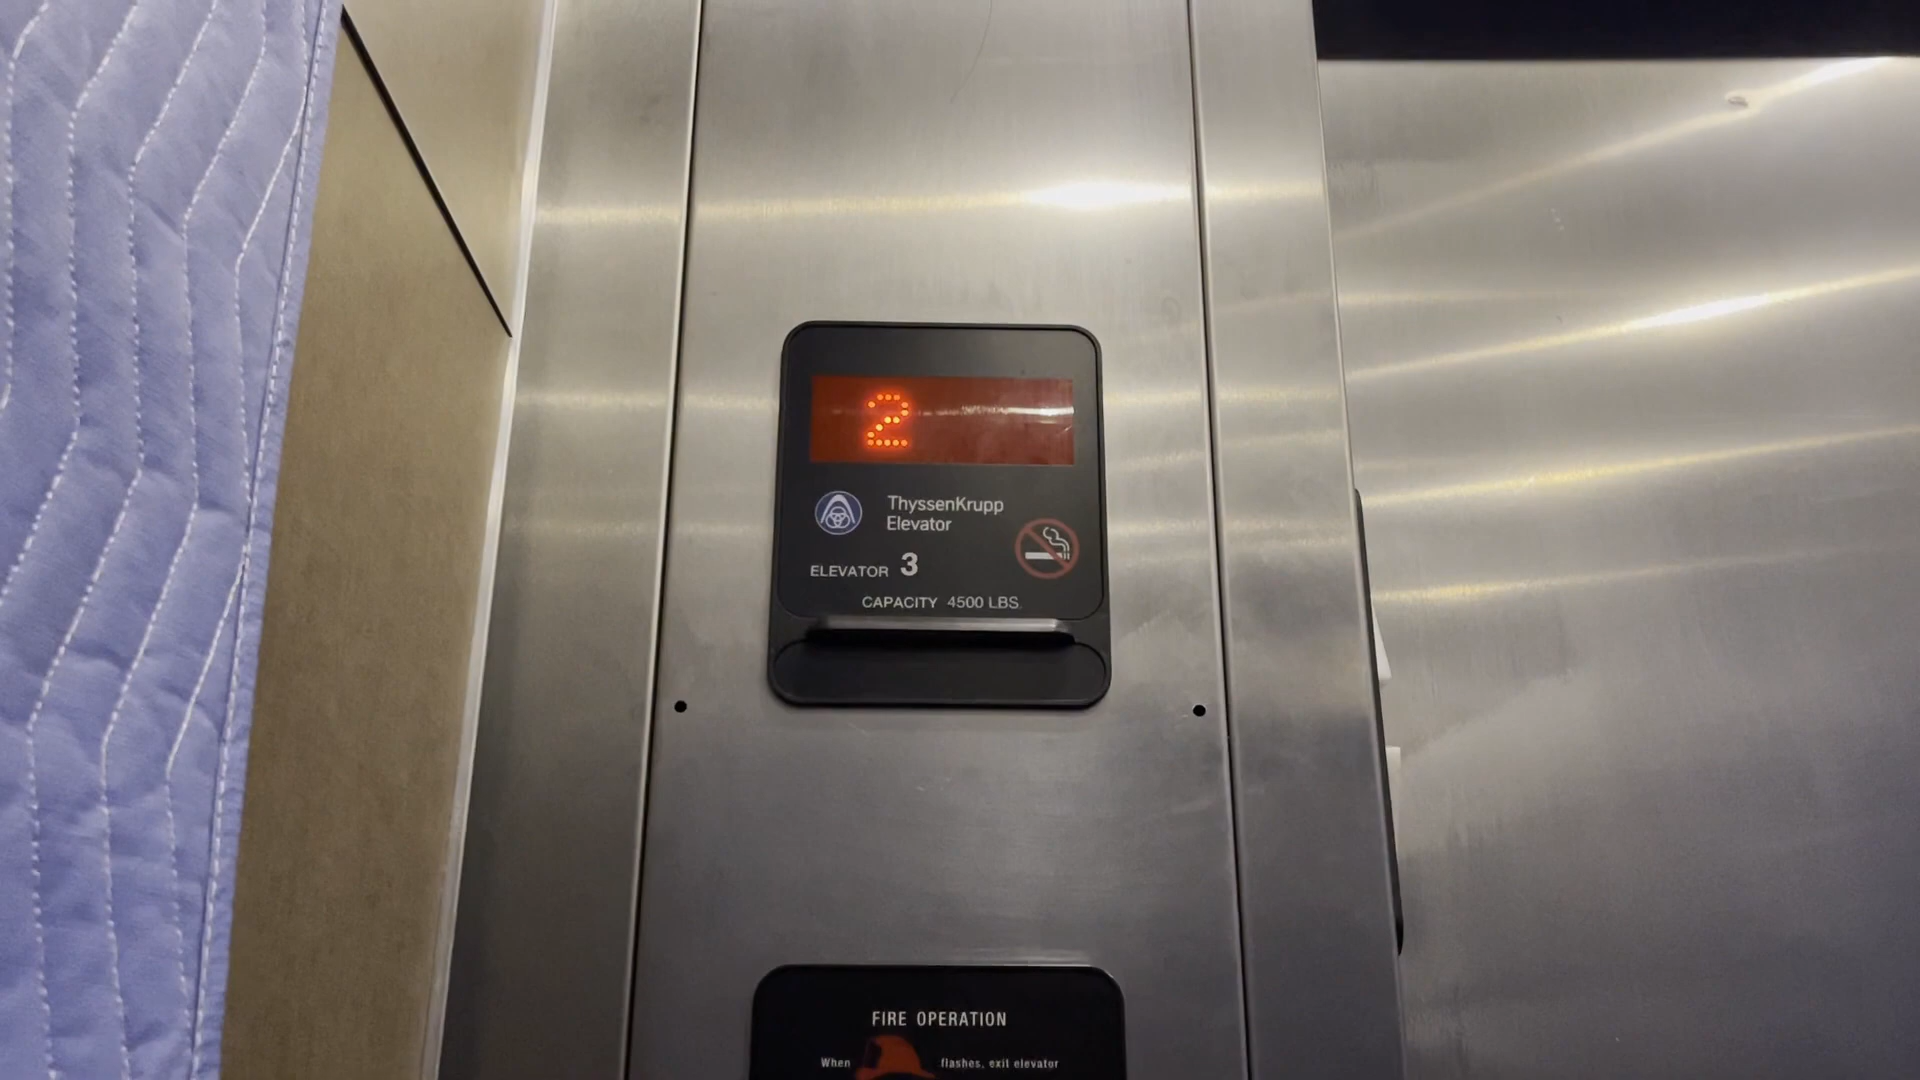 2
ThyssenKrupp
Elevator
ELEVATOR 3
CAPACITY 4500 LBS.
FIRE OPERATION
When flashes, exit elevator